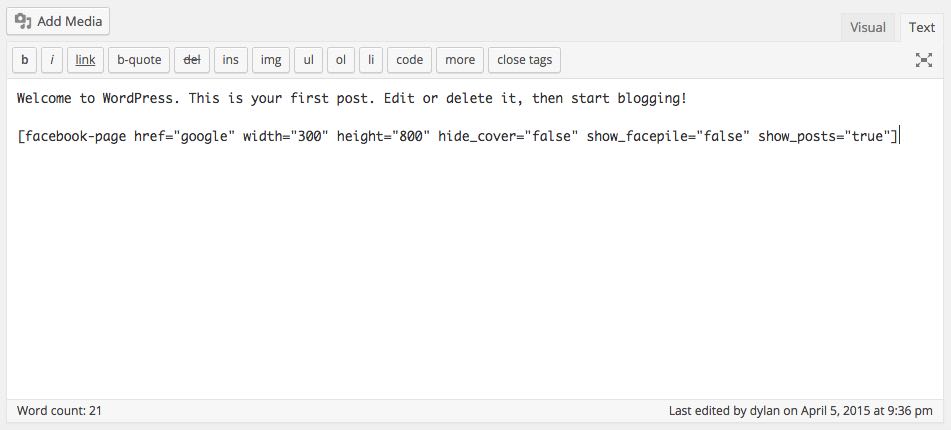 Add Media
Visual Text
b i link b-quote del ins img ul ol li code more close tags
Welcome to WordPress. This is your first post. Edit or delete it, then start blogging!
[facebook-page href="google" width="300" height="800" hide_cover="false" show_facepile="false" show_posts="true"]
Word count: 21 Last edited by dylan on April 5, 2015 at 9:36 pm